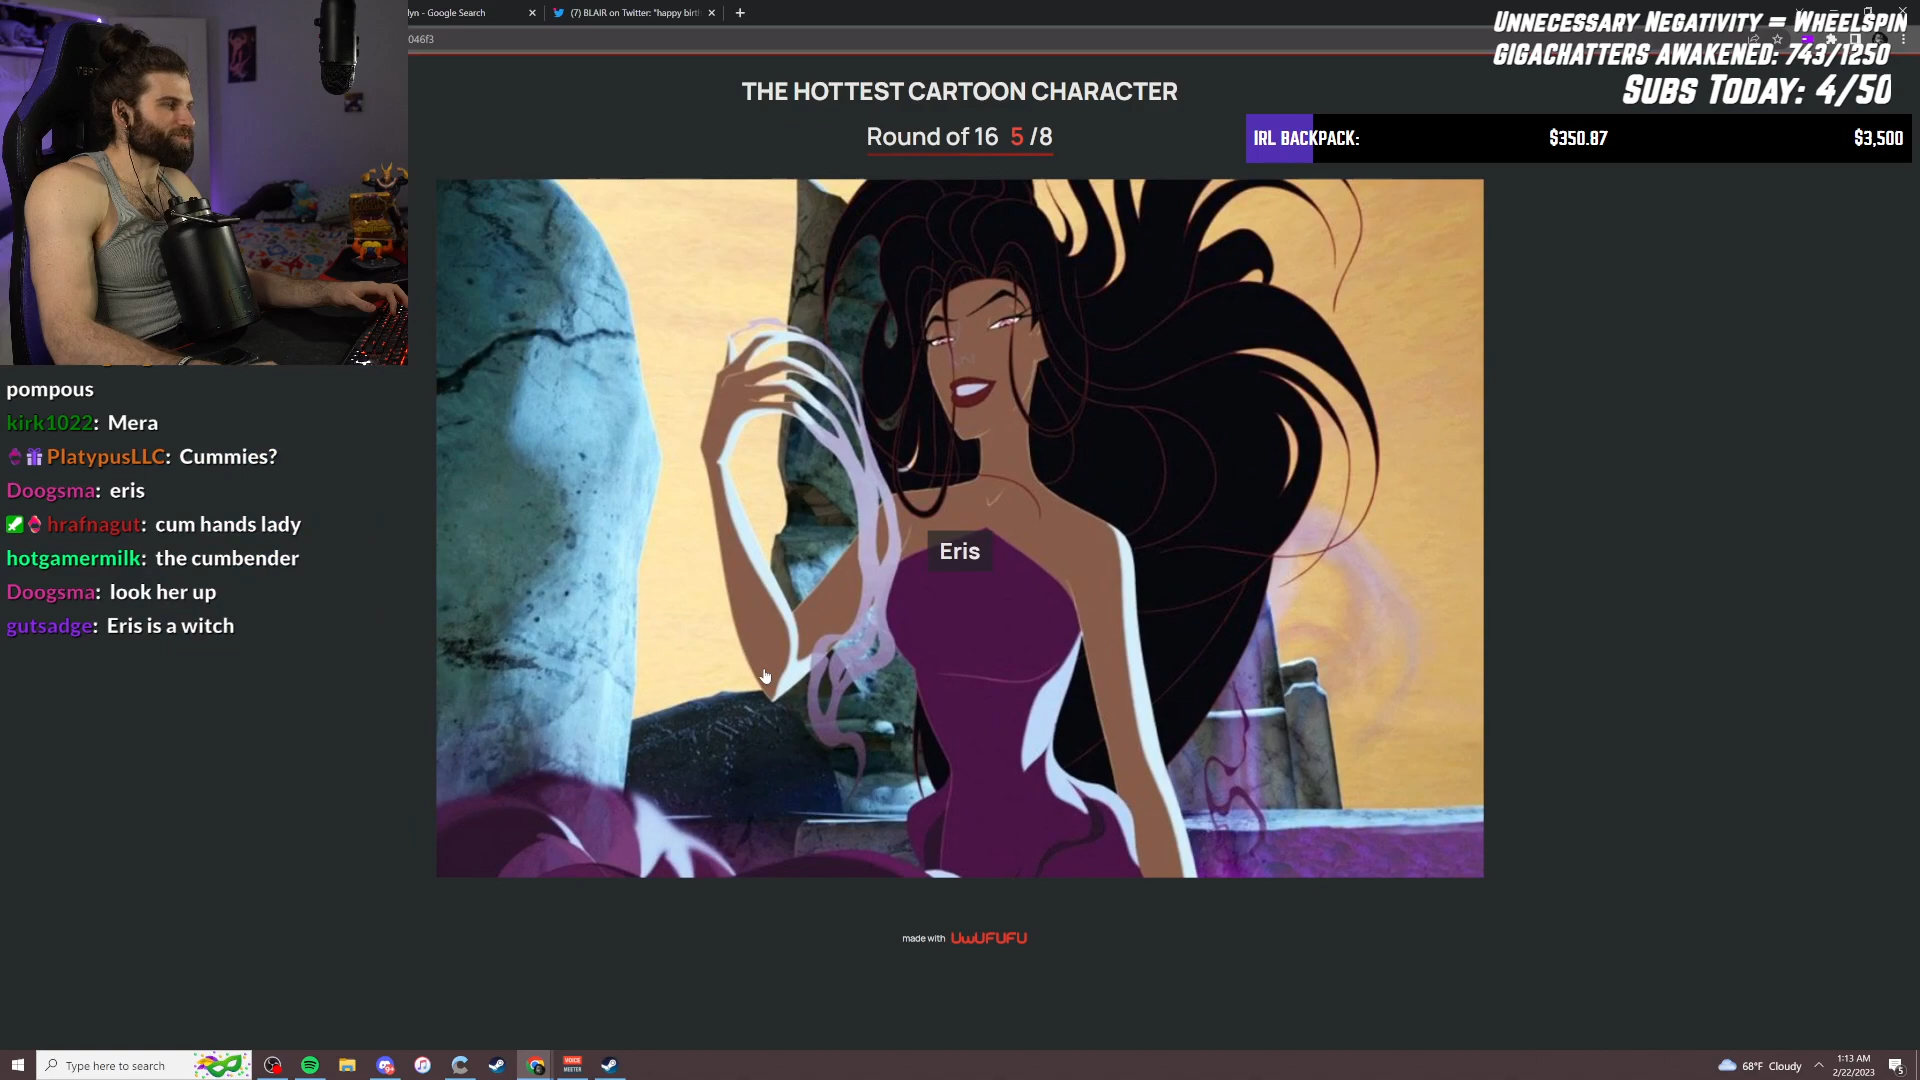 lyn - Google Search
(7) BLAIR on Twitter: "happy birt
046f3
UNNECESSARY NEGATIVITY = WHEELSPIN
GIGACHATTERS AWAKENED: 743/1250
SUBS TODAY: 4/50
IRL BACKPACK: $350.87 $3,500
THE HOTTEST CARTOON CHARACTER
Round of 16 5 /8
pompous
kirk1022: Mera
PlatypusLLC: Cummies?
Doogsma: eris
hrafnagut: cum hands lady
hotgamermilk: the cumbender
Doogsma: look her up
gutsadge: Eris is a witch
Eris
made with UwUFUFU
Type here to search
VOICE
MEETER
68°F Cloudy
1:13 AM
2/22/2023
5